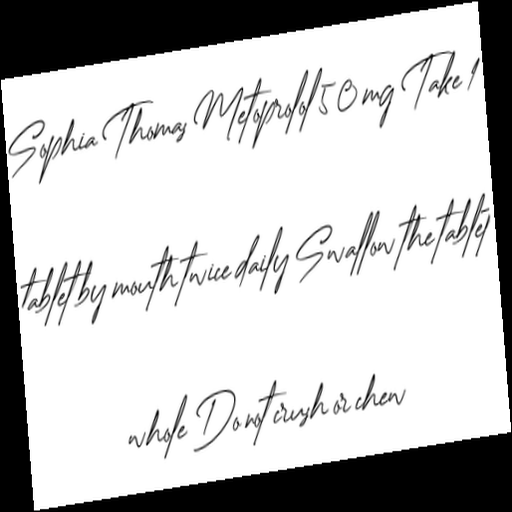 Sophia Thomas Metoprolol 50 mg Take 1
tablet by mouth twice daily Swallow the tablet
whole Do not crush or chew